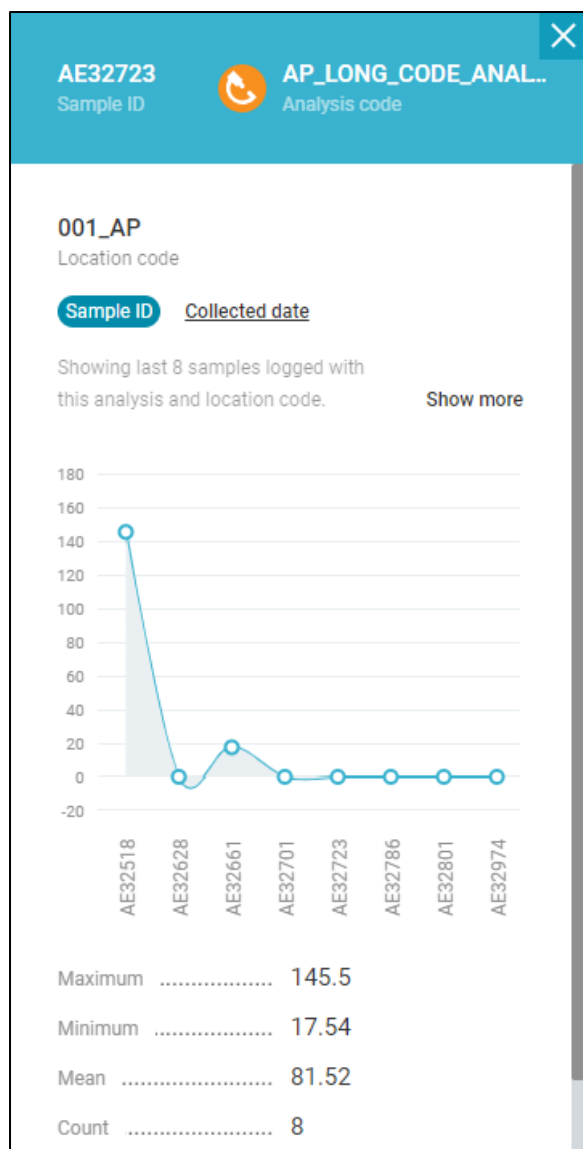 AE32723
Sample ID
AP_LONG_CODE_ANAL...
Analysis code
001_AP
Location code
Sample ID Collected date
Showing last 8 samples logged with
this analysis and location code. Show more
180
160
140
120
100
80
60
40
20
0
-20
AE32518
AE32628
AE32661
AE32701
AE32723
AE32786
AE32801
AE32974
Maximum .................. 145.5
Minimum ................... 17.54
Mean ........................ 81.52
Count ....................... 8